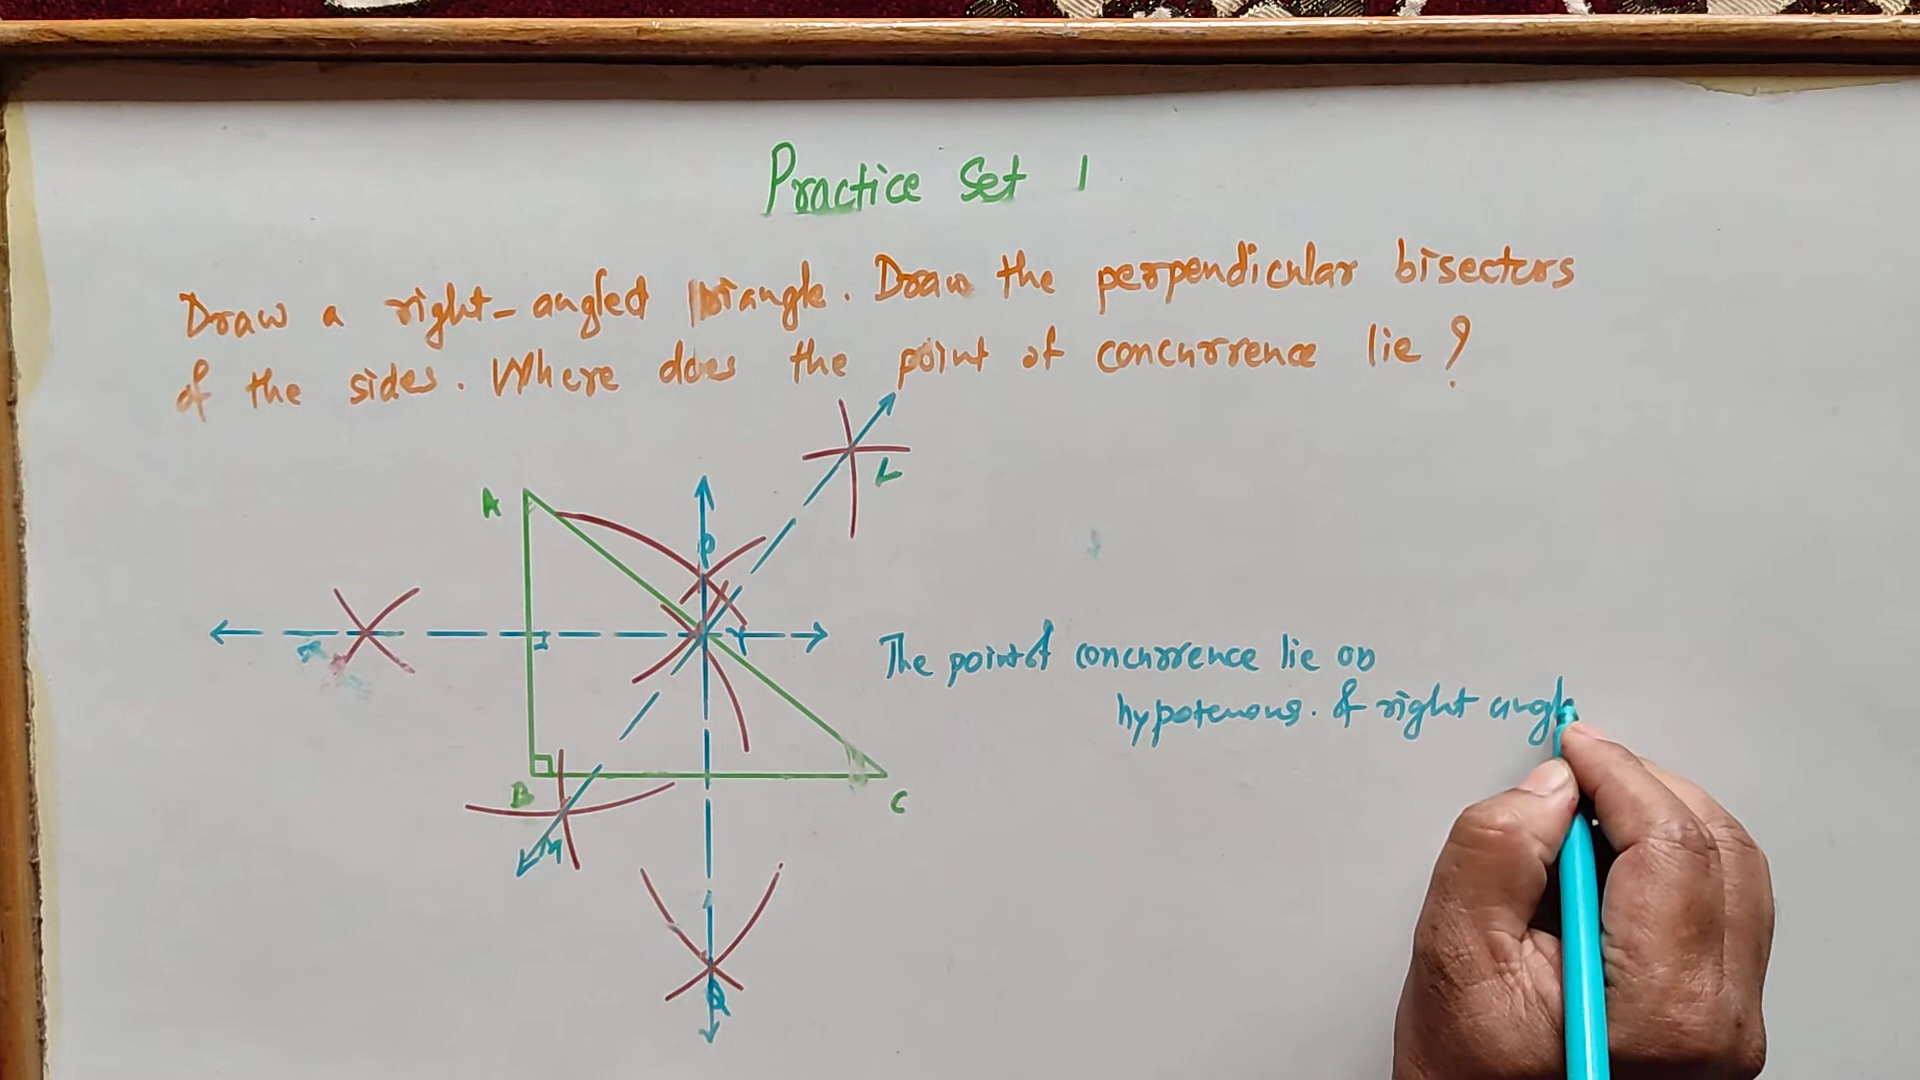 Practice Set 1
Draw a right-angled triangle. Draw the perpendicular bisectors
of the sides. Where does the point of concurrence lie ?
L
A
P
The point of concurrence lie on
hypotenous. of right angle
B
C
M
Q